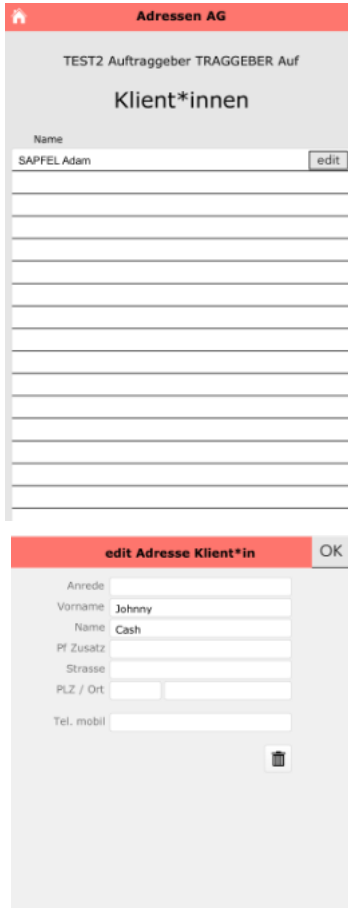 Adressen AG
TEST2 Auftraggeber TRAGGEBER Auf
Klient*innen
Name
SAPFEL Adam edit
edit Adresse Klient*in OK
Anrede
Vorname Johnny
Name Cash
Pf Zusatz
Strasse
PLZ / Ort
Tel. mobil